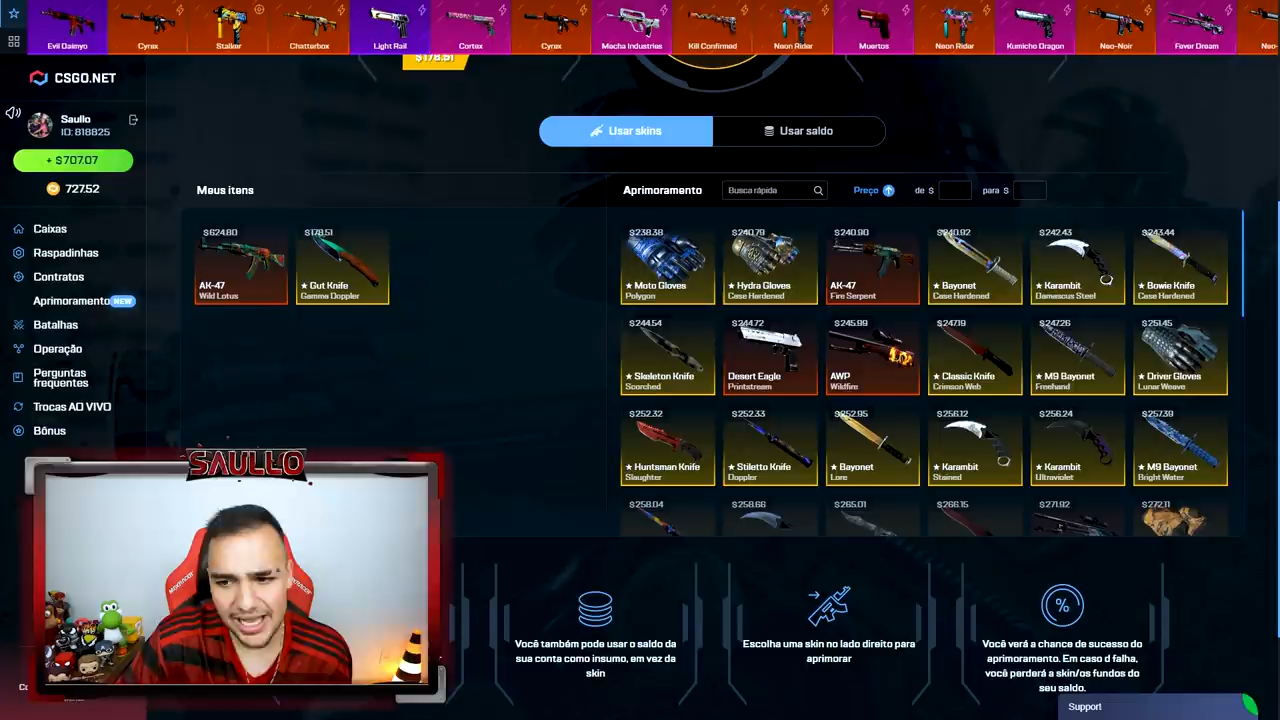 Evil Daimyo
Cyrex
Stalker
Chatterbox
Light Rail
Cortex
Cyrex
Mecha Industries
Kill Confirmed
Neon Rider
Muertos
Neon Rider
Kumicho Dragon
Neo-Noir
Fever Dream
Neo-
CSGO.NET
$178.51
Saullo
ID: 818825
+ $707.07
727.52
Usar skins
Usar saldo
Meus itens
Aprimoramento
Busca rápida
Preço
de $
para $
Caixas
Raspadinhas
Contratos
Aprimoramento NEW
Batalhas
Operação
Perguntas
frequentes
Trocas AO VIVO
Bônus
$624.80
AK-47
Wild Lotus
$178.51
★ Gut Knife
Gamma Doppler
$238.38
★ Moto Gloves
Polygon
$240.79
★ Hydra Gloves
Case Hardened
$240.90
AK-47
Fire Serpent
$240.92
★ Bayonet
Case Hardened
$242.43
★ Karambit
Damascus Steel
$243.44
★ Bowie Knife
Case Hardened
$244.54
★ Skeleton Knife
Scorched
$244.72
Desert Eagle
Printstream
$245.99
AWP
Wildfire
$247.19
★ Classic Knife
Crimson Web
$247.26
★ M9 Bayonet
Freehand
$251.45
★ Driver Gloves
Lunar Weave
$252.32
★ Huntsman Knife
Slaughter
$252.33
★ Stiletto Knife
Doppler
$252.95
★ Bayonet
Lore
$256.12
★ Karambit
Stained
$256.24
★ Karambit
Ultraviolet
$257.39
★ M9 Bayonet
Bright Water
$258.04
$258.66
$265.01
$266.15
$271.92
$272.11
SAULLO
Você também pode usar o saldo da
sua conta como insumo, em vez da
skin
Escolha uma skin no lado direito para
aprimorar
Você verá a chance de sucesso do
aprimoramento. Em caso d falha,
você perderá a skin/os fundos do
seu saldo.
Support